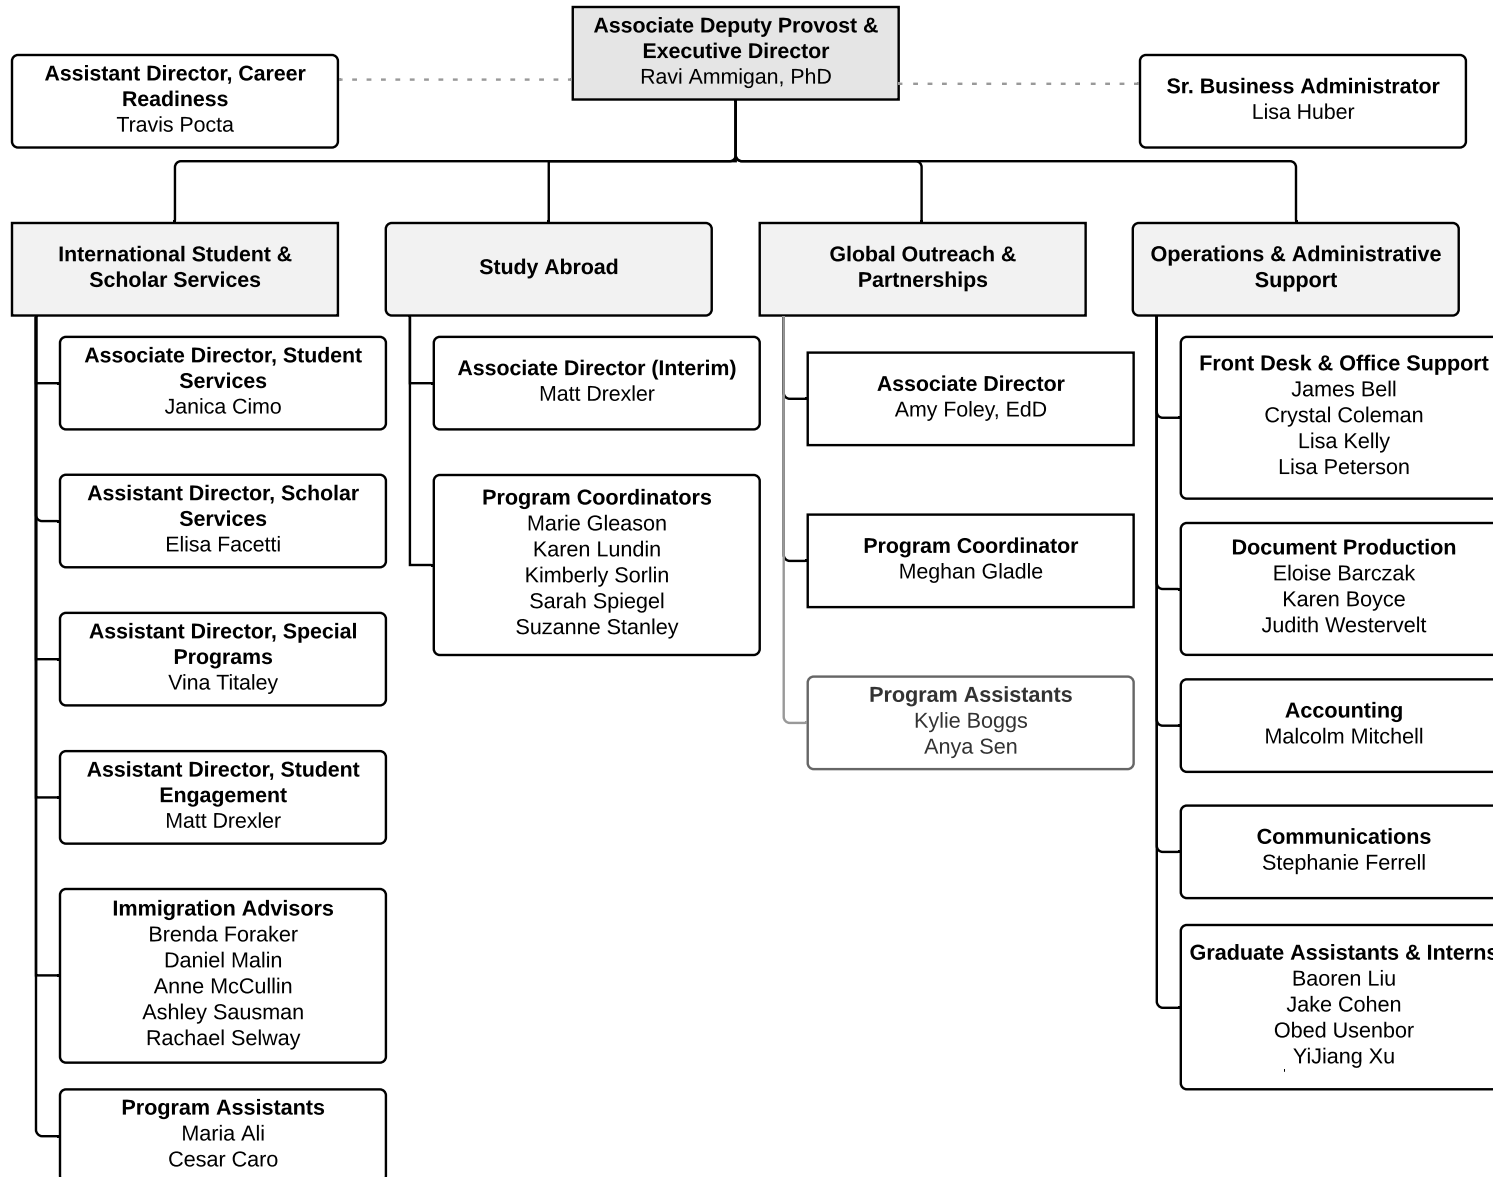 Associate Deputy Provost &
Executive Director
Ravi Ammigan, PhD
Assistant Director, Career
Readiness
Travis Pocta
Sr. Business Administrator
Lisa Huber
International Student &
Scholar Services
Associate Director, Student
Services
Janica Cimo
Assistant Director, Scholar
Services
Elisa Facetti
Assistant Director, Special
Programs
Vina Titaley
Assistant Director, Student
Engagement
Matt Drexler
Immigration Advisors
Brenda Foraker
Daniel Malin
Anne McCullin
Ashley Sausman
Rachael Selway
Program Assistants
Maria Ali
Cesar Caro
Study Abroad
Associate Director (Interim)
Matt Drexler
Program Coordinators
Marie Gleason
Karen Lundin
Kimberly Sorlin
Sarah Spiegel
Suzanne Stanley
Global Outreach &
Partnerships
Associate Director
Amy Foley, EdD
Program Coordinator
Meghan Gladle
Program Assistants
Kylie Boggs
Anya Sen
Operations & Administrative
Support
Front Desk & Office Support
James Bell
Crystal Coleman
Lisa Kelly
Lisa Peterson
Document Production
Eloise Barczak
Karen Boyce
Judith Westervelt
Accounting
Malcolm Mitchell
Communications
Stephanie Ferrell
Graduate Assistants & Interns
Baoren Liu
Jake Cohen
Obed Usenbor
YiJiang Xu